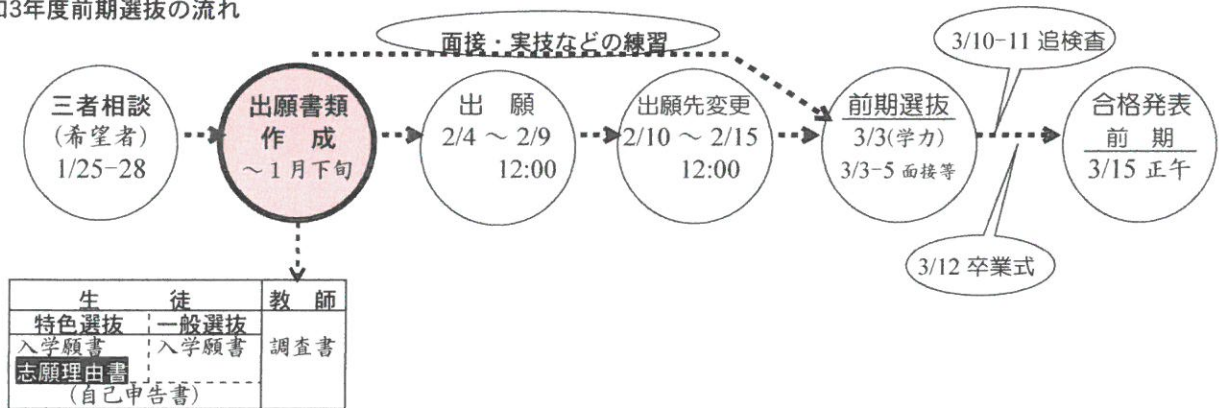 3年度前期選抜の流れ
面接・実技などの練習
3/10-11 追検査
三者相談
(希望者)
1/25-28
出願書類
作 成
~1月下旬
出 願
2/4 ~ 2/9
12:00
出願先変更
2/10 ~ 2/15
12:00
前期選抜
3/3(学力)
3/3-5 面接等
合格発表
前 期
3/15 正午
3/12 卒業式
生 徒 教 師
特色選抜 一般選抜
入学願書 入学願書 調査書
志願理由書
(自己申告書)